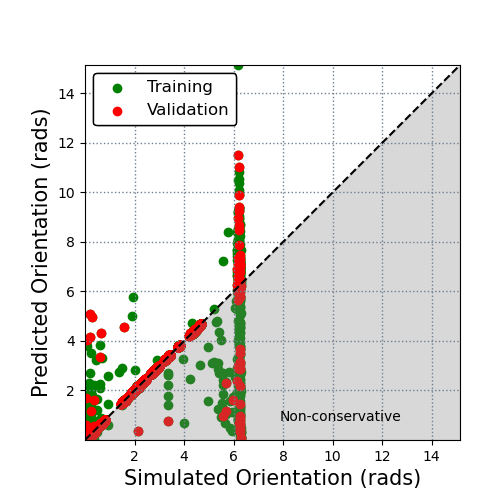 Training
Validation
Predicted Orientation (rads)
14
12
10
8
6
4
2
Non-conservative
2 4 6 8 10 12 14
Simulated Orientation (rads)